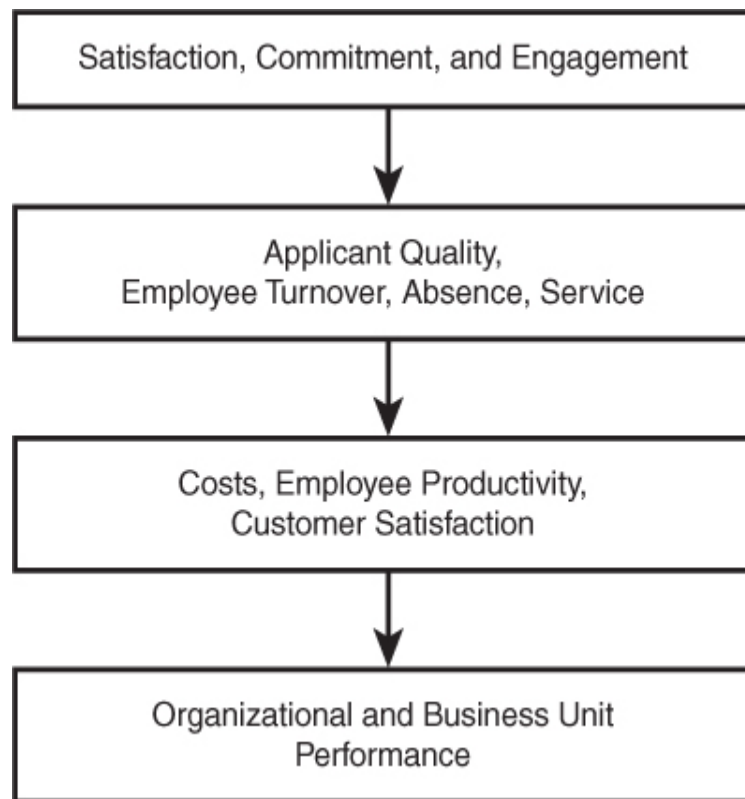 Satisfaction, Commitment, and Engagement
Applicant Quality,
Employee Turnover, Absence, Service
Costs, Employee Productivity,
Customer Satisfaction
Organizational and Business Unit
Performance